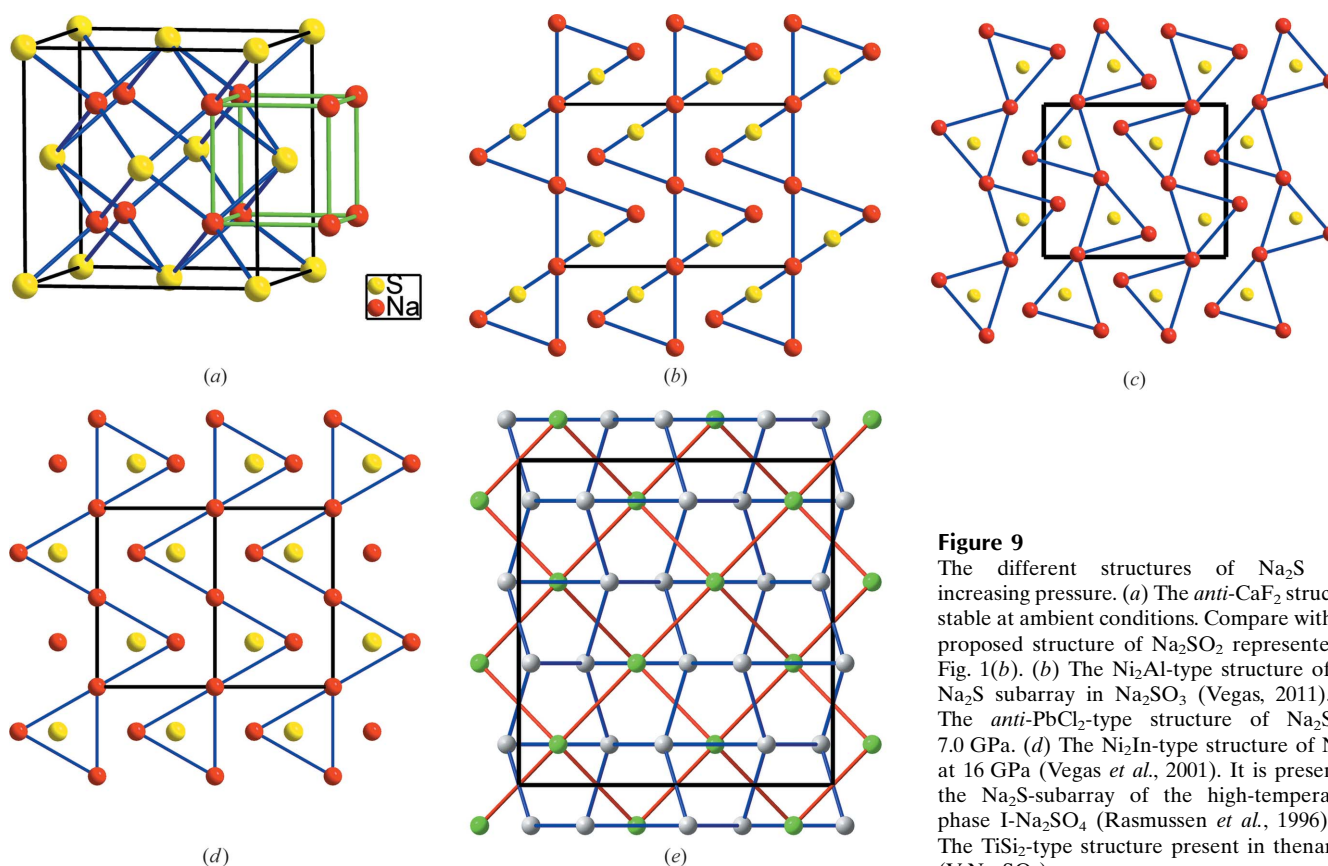 S
Na
(a)
(b)
(c)
(d)
(e)
Figure 9
The different structures of Na₂S
increasing pressure. (a) The anti-CaF₂ struc
stable at ambient conditions. Compare with
proposed structure of Na₂SO₂ represente
Fig. 1(b). (b) The Ni₂Al-type structure of
Na₂S subarray in Na₂SO₃ (Vegas, 2011).
The anti-PbCl₂-type structure of Na₂S
7.0 GPa. (d) The Ni₂In-type structure of N
at 16 GPa (Vegas et al., 2001). It is presen
the Na₂S-subarray of the high-tempera
phase I-Na₂SO₄ (Rasmussen et al., 1996)
The TiSi₂-type structure present in thenar